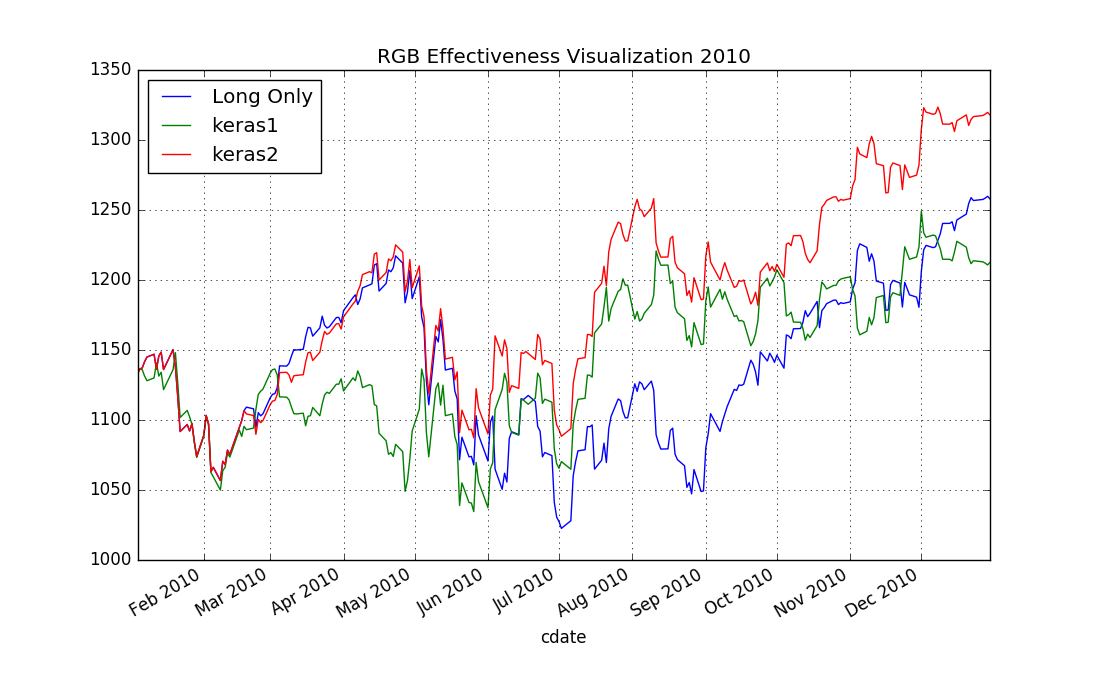 RGB Effectiveness Visualization 2010
1350
1300
1250
1200
1150
1100
1050
1000
Long Only
keras1
keras2
Feb 2010
Mar 2010
Apr 2010
May 2010
Jun 2010
Jul 2010
Aug 2010
Sep 2010
Oct 2010
Nov 2010
Dec 2010
cdate